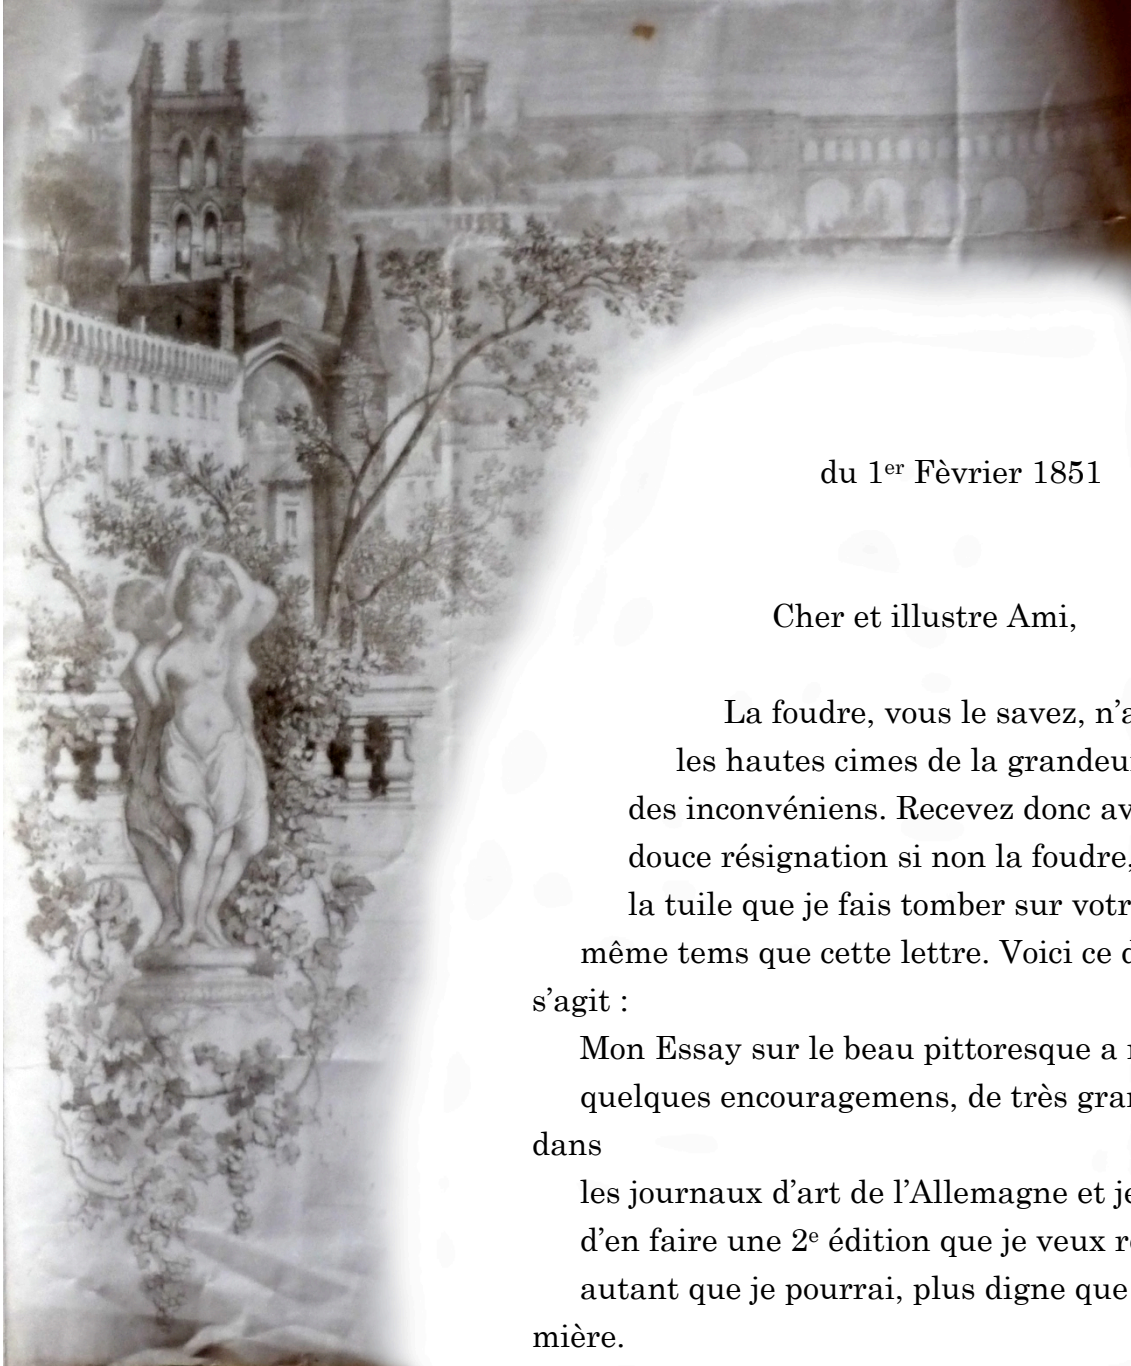 du 1er Fèvrier 1851
Cher et illustre Ami,
La foudre, vous le savez, n'a
les hautes cimes de la grandeur
des inconvéniens. Recevez donc av
douce résignation si non la foudre,
la tuile que je fais tomber sur votr
même tems que cette lettre. Voici ce d
s'agit :
Mon Essay sur le beau pittoresque a r
quelques encouragemens, de très gran
dans
les journaux d'art de l'Allemagne et je
d'en faire une 2e édition que je veux re
autant que je pourrai, plus digne que
mière.